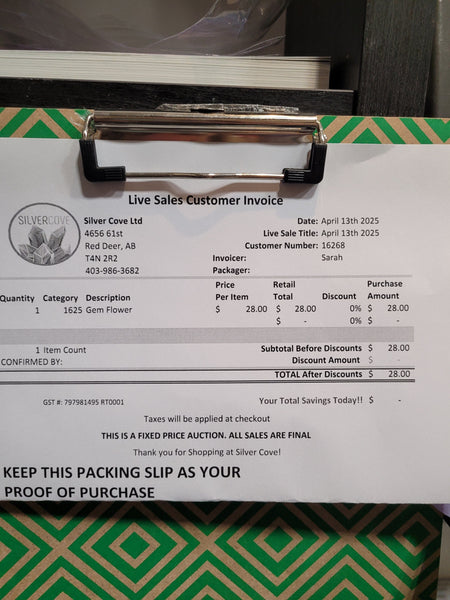 Live Sales Customer Invoice
SILVERCOVE
Silver Cove Ltd
4656 61st
Red Deer, AB
T4N 2R2
403-986-3682
Date: April 13th 2025
Live Sale Title: April 13th 2025
Customer Number: 16268
Invoicer: Sarah
Packager:
Quantity Category Description Price Per Item Retail Total Discount Purchase Amount
1 1625 Gem Flower $ 28.00 $ 28.00 0% $ 28.00
$ - 0% $ -
1 Item Count Subtotal Before Discounts $ 28.00
CONFIRMED BY: Discount Amount $ -
TOTAL After Discounts $ 28.00
GST #: 797981495 RT0001 Your Total Savings Today!! $ -
Taxes will be applied at checkout
THIS IS A FIXED PRICE AUCTION. ALL SALES ARE FINAL
Thank you for Shopping at Silver Cove!
KEEP THIS PACKING SLIP AS YOUR
PROOF OF PURCHASE